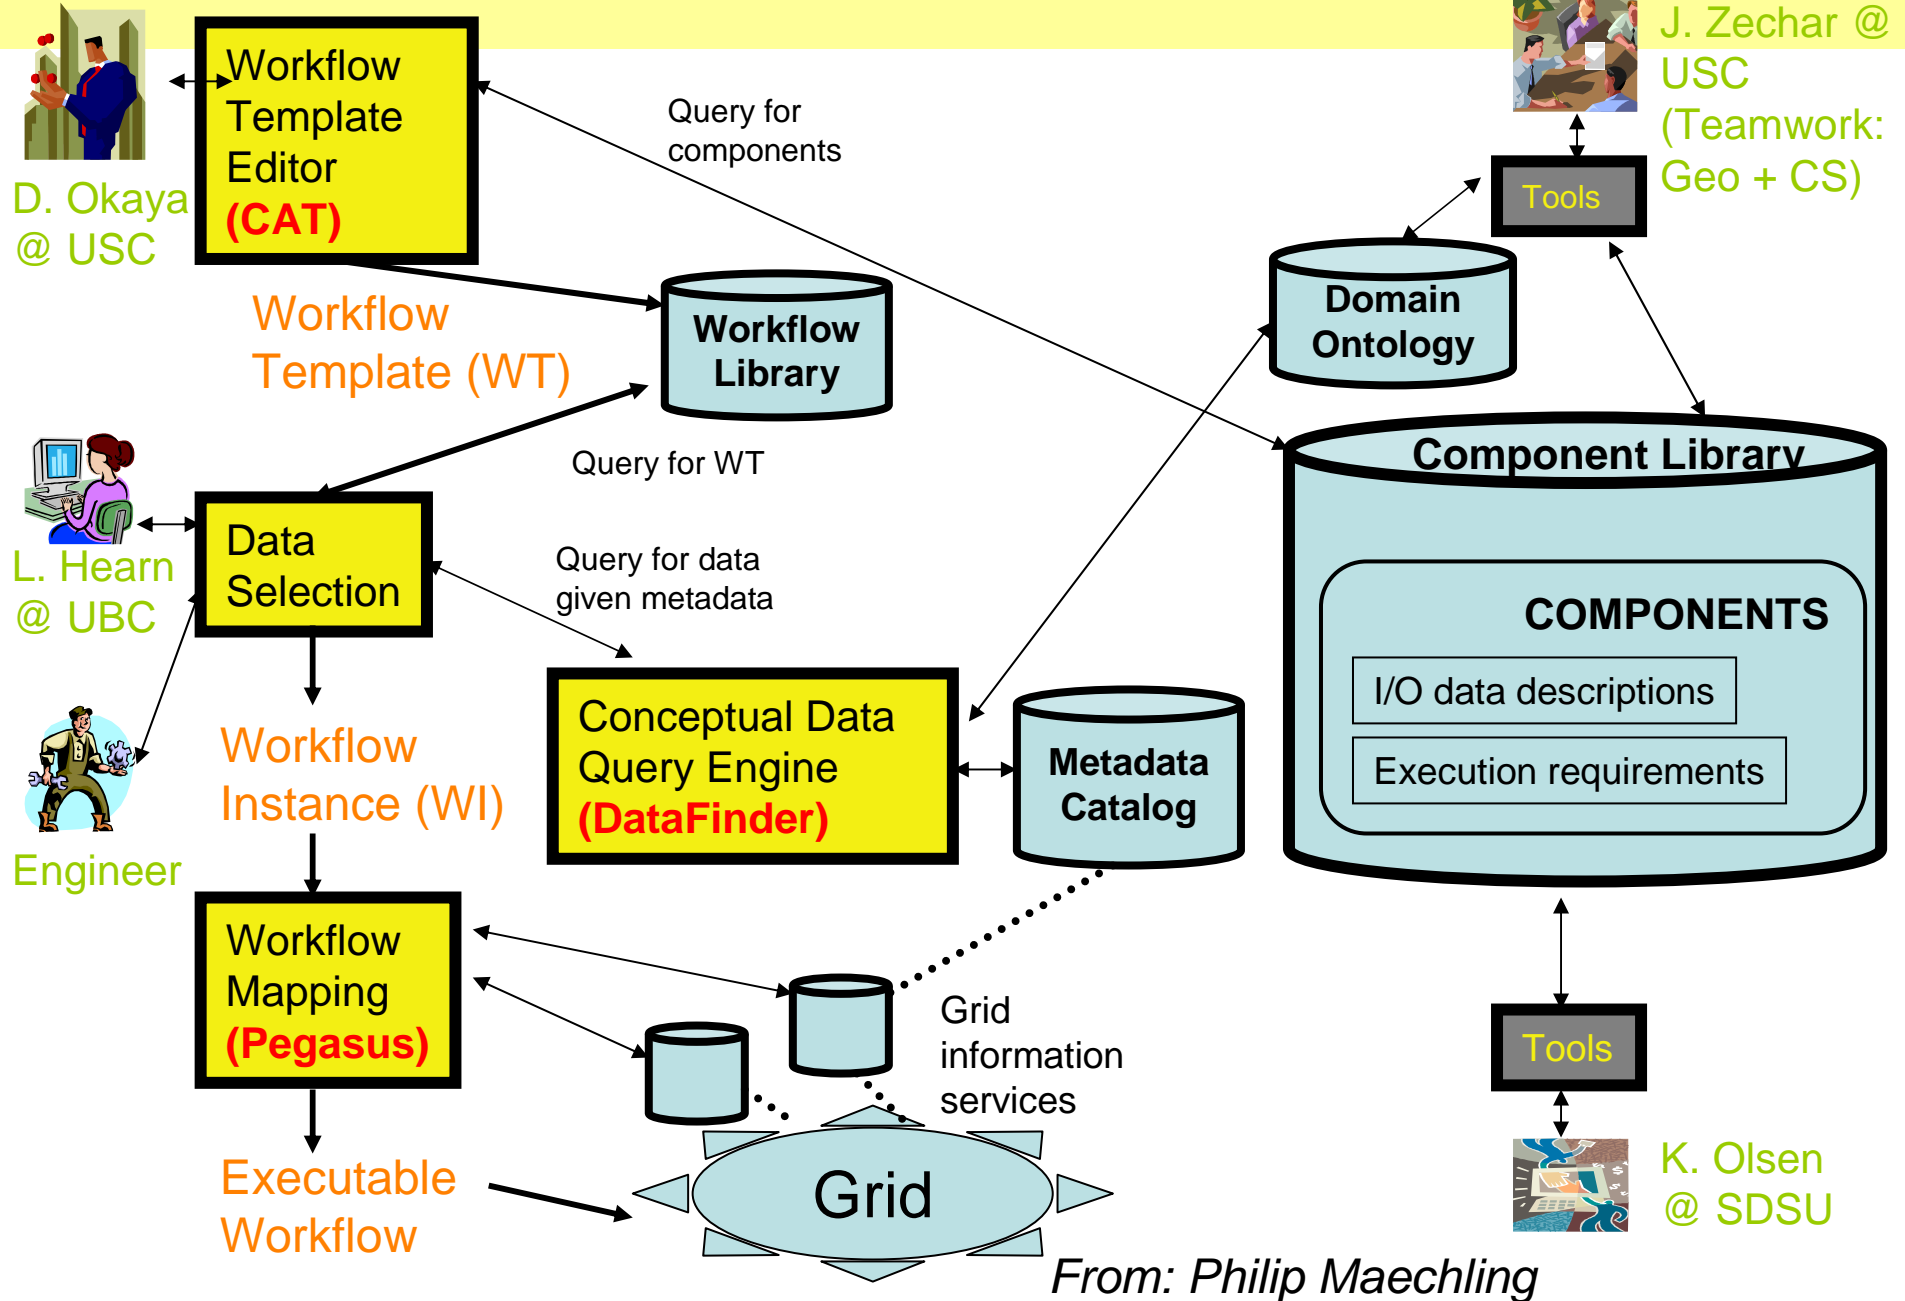 Workflow
Template
Editor
(CAT)
D. Okaya
@ USC
Query for
components
J. Zechar @
USC
(Teamwork:
Geo + CS)
Tools
Workflow
Template (WT)
Workflow
Library
Domain
Ontology
Query for WT
Component Library
L. Hearn
@ UBC
Data
Selection
Query for data
given metadata
COMPONENTS
I/O data descriptions
Execution requirements
Workflow
Instance (WI)
Conceptual Data
Query Engine
(DataFinder)
Metadata
Catalog
Engineer
Workflow
Mapping
(Pegasus)
Grid
information
services
Tools
Executable
Workflow
Grid
K. Olsen
@ SDSU
From: Philip Maechling